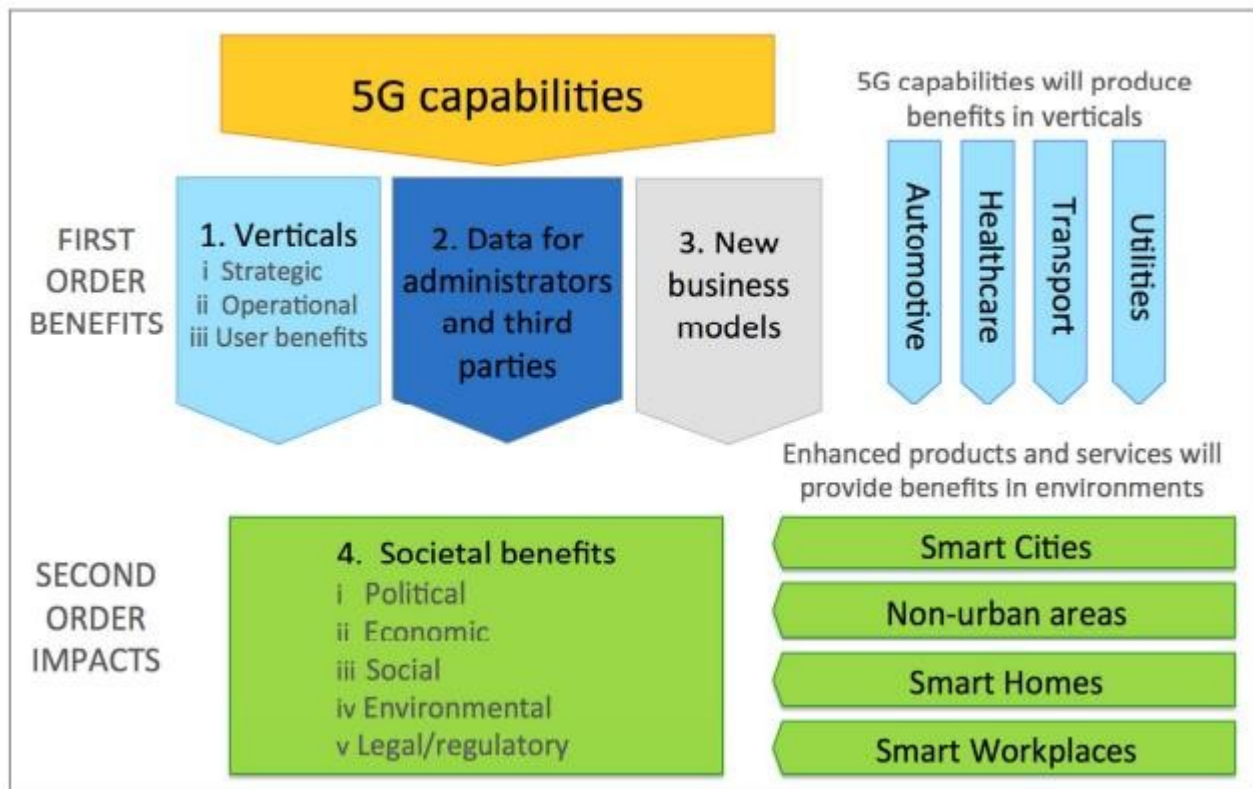 5G capabilities
5G capabilities will produce
benefits in verticals
FIRST
ORDER
BENEFITS
1. Verticals
i Strategic
ii Operational
iii User benefits
2. Data for
administrators
and third
parties
3. New
business
models
Automotive
Healthcare
Transport
Utilities
Enhanced products and services will
provide benefits in environments
SECOND
ORDER
IMPACTS
4. Societal benefits
i Political
ii Economic
iii Social
iv Environmental
v Legal/regulatory
Smart Cities
Non-urban areas
Smart Homes
Smart Workplaces